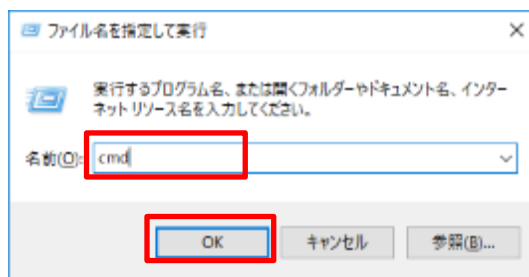 ファイル名を指定して実行
実行するプログラム名、または開くフォルダーやドキュメント名、インター
ネット リソース名を入力してください。
名前(O): cmd
OK キャンセル 参照(B)...